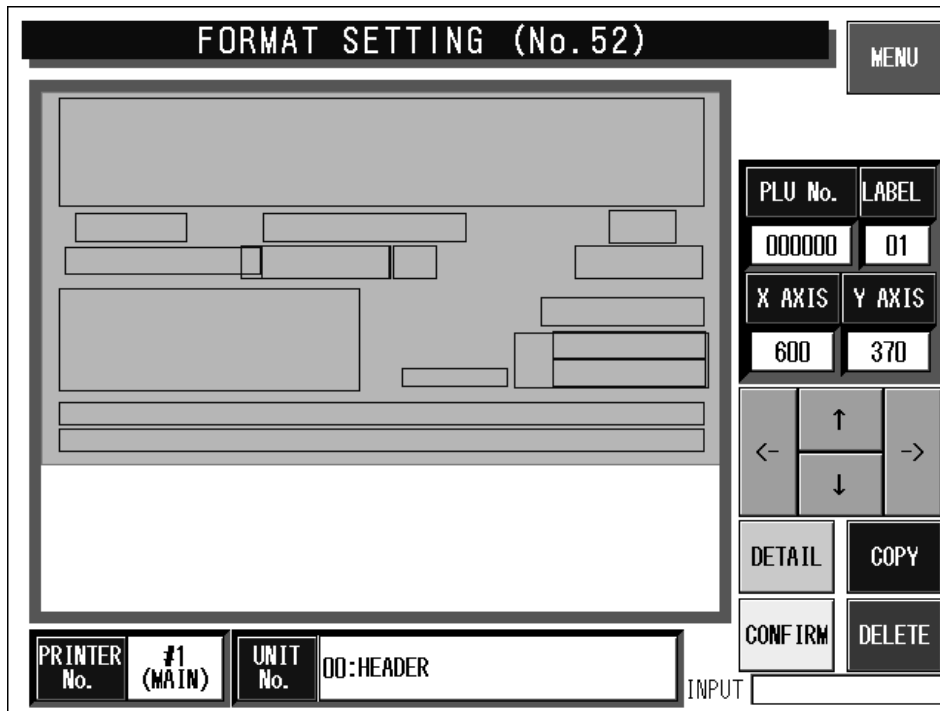 FORMAT SETTING (No.52)
MENU
PLU No. LABEL
000000 01
X AXIS Y AXIS
600 370
↑
<- ->
↓
DETAIL COPY
CONFIRM DELETE
PRINTER No. #1 (MAIN) UNIT No. 00:HEADER
INPUT